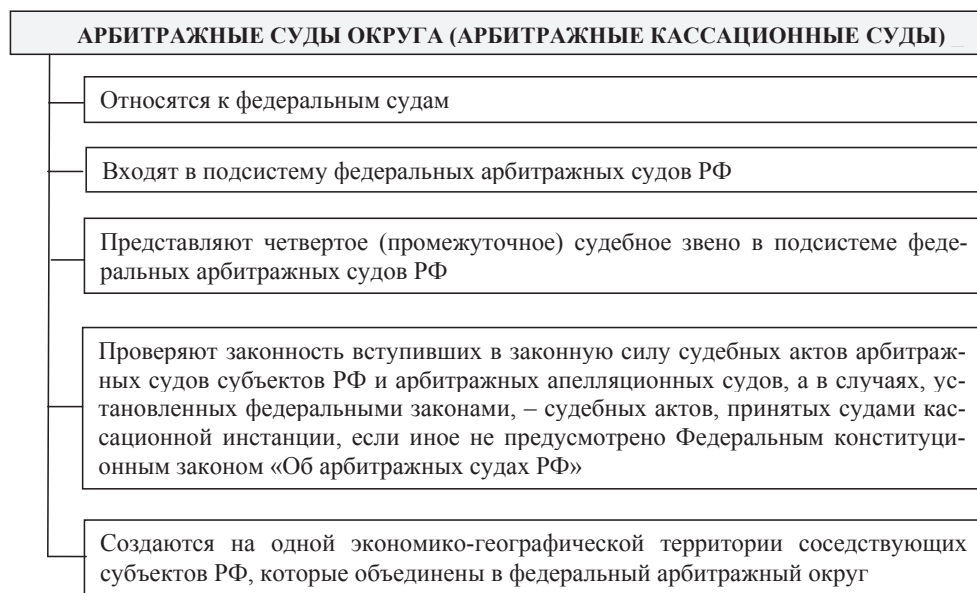 АРБИТРАЖНЫЕ СУДЫ ОКРУГА (АРБИТРАЖНЫЕ КАССАЦИОННЫЕ СУДЫ)
Относятся к федеральным судам
Входят в подсистему федеральных арбитражных судов РФ
Представляют четвертое (промежуточное) судебное звено в подсистеме феде-
ральных арбитражных судов РФ
Проверяют законность вступивших в законную силу судебных актов арбитраж-
ных судов субъектов РФ и арбитражных апелляционных судов, а в случаях, ус-
тановленных федеральными законами, – судебных актов, принятых судами кас-
сационной инстанции, если иное не предусмотрено Федеральным конституци-
онным законом «Об арбитражных судах РФ»
Создаются на одной экономико-географической территории соседствующих
субъектов РФ, которые объединены в федеральный арбитражный округ